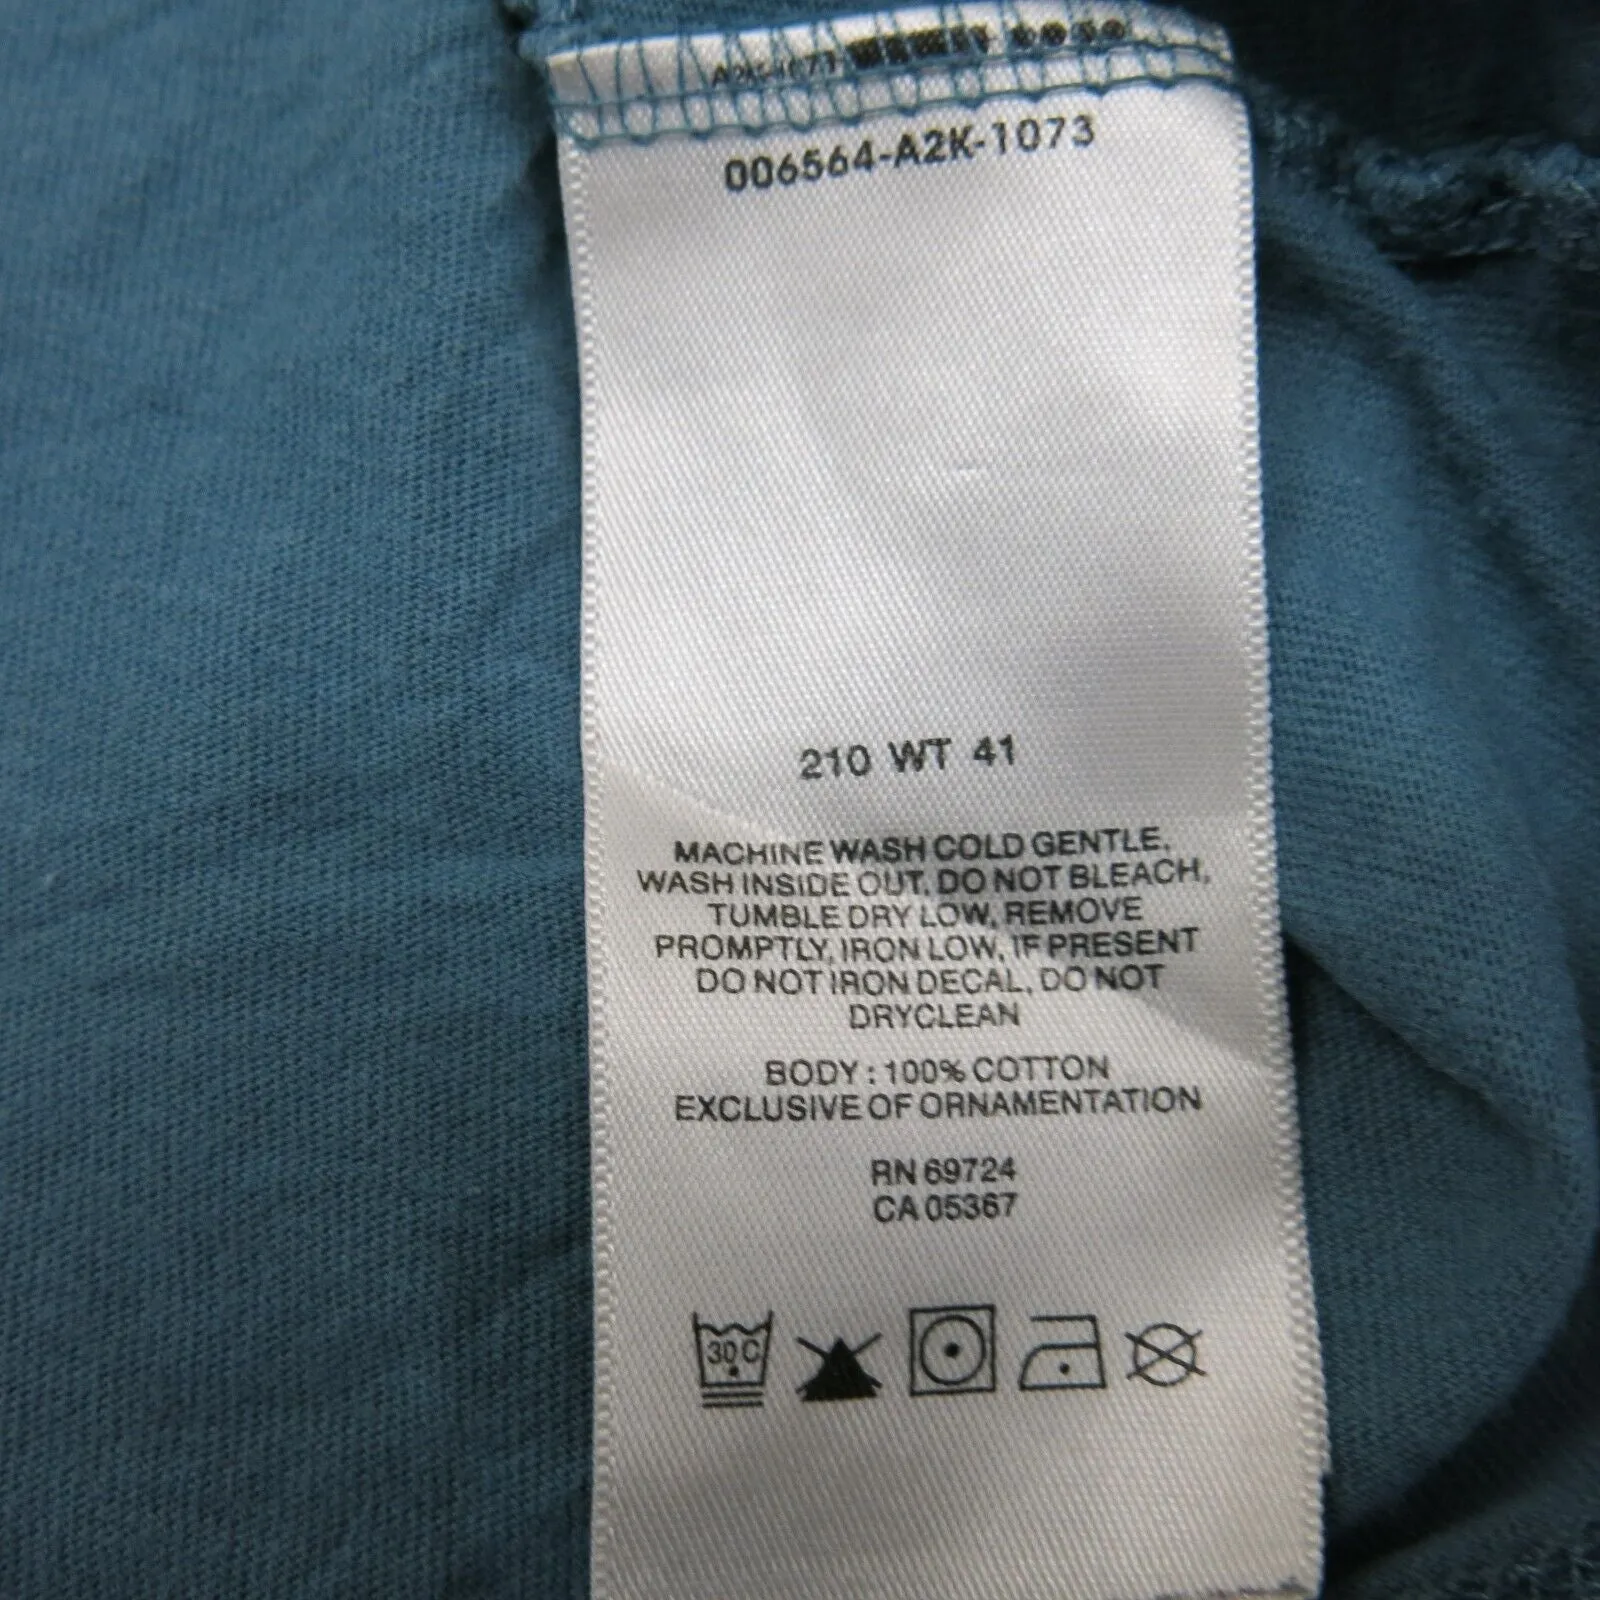 006564-A2K-1073
210 WT 41
MACHINE WASH COLD GENTLE,
WASH INSIDE OUT, DO NOT BLEACH,
TUMBLE DRY LOW, REMOVE
PROMPTLY, IRON LOW, IF PRESENT
DO NOT IRON DECAL, DO NOT
DRYCLEAN
BODY : 100% COTTON
EXCLUSIVE OF ORNAMENTATION
RN 69724
CA 05367
30 C